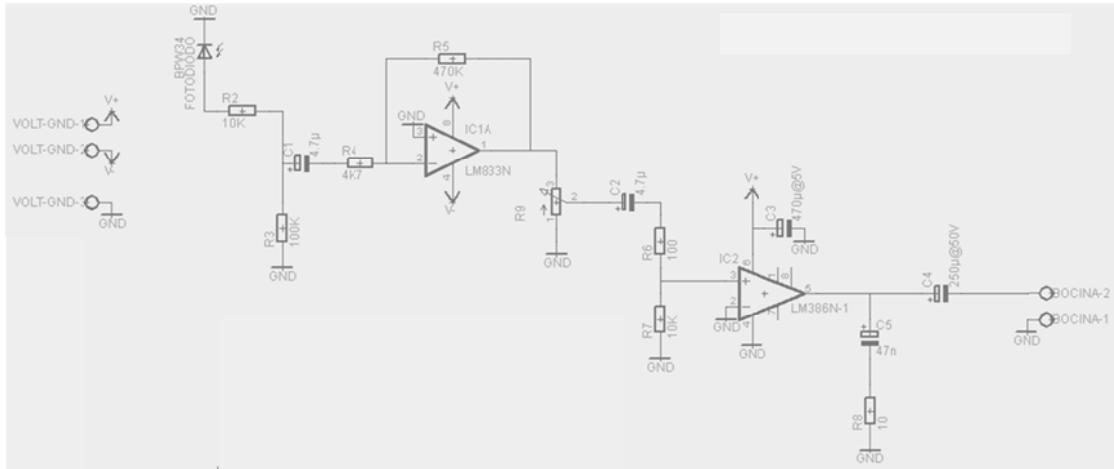 GND
BPW34
FOTODIODO
V+
VOLT-GND-1
VOLT-GND-2
V-
VOLT-GND-3
GND
R2
10K
C1
4.7µ
R3
100K
GND
R4
4K7
R5
470K
V+
GND
8
3
2
1
4
IC1A
LM833N
V-
R9
3
2
1
GND
C2
4.7µ
R6
100
R7
10K
GND
V+
C3
470µ@5V
GND
IC2
6
3
2
1
8
5
7
4
LM386N-1
GND
GND
C4
250µ@50V
C5
47n
R8
10
GND
BOCINA-2
BOCINA-1
GND